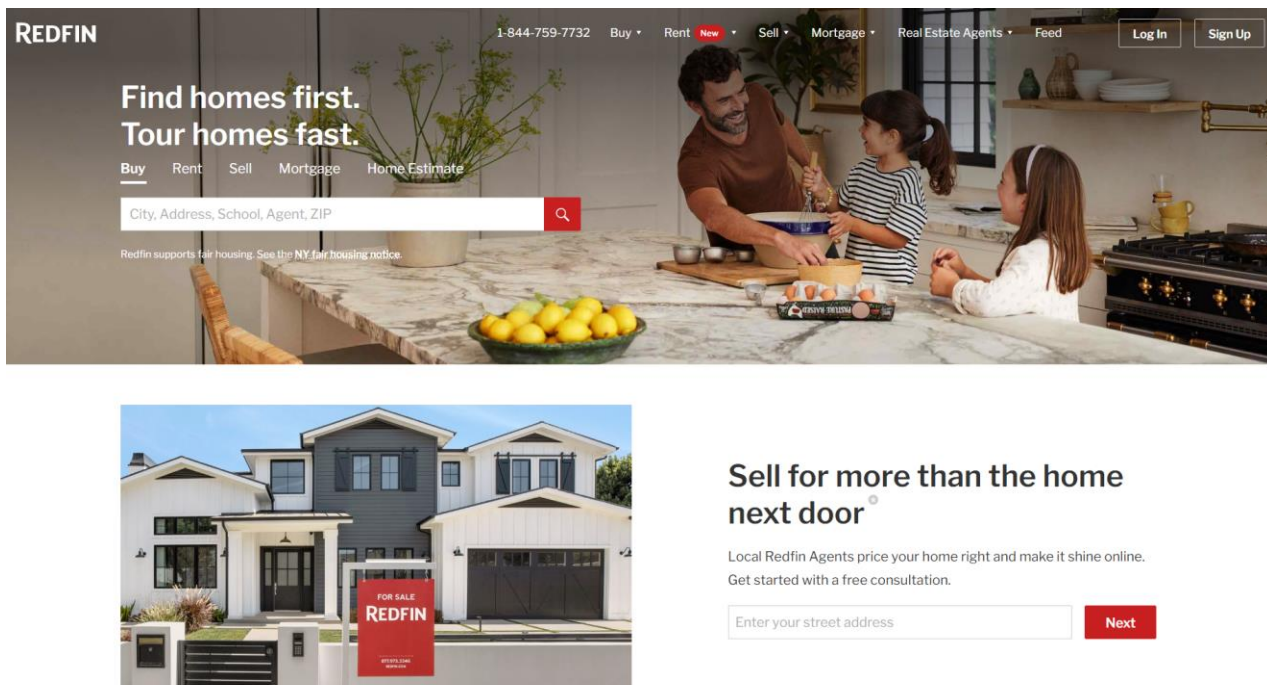 REDFIN
1-844-759-7732 Buy Rent New Sell Mortgage Real Estate Agents Feed Log In Sign Up
Find homes first.
Tour homes fast.
Buy Rent Sell Mortgage Home Estimate
City, Address, School, Agent, ZIP
Redfin supports fair housing. See the NY fair housing notice.
PASTURE RAISED
Sell for more than the home
next door
Local Redfin Agents price your home right and make it shine online.
Get started with a free consultation.
Enter your street address Next
FOR SALE
REDFIN